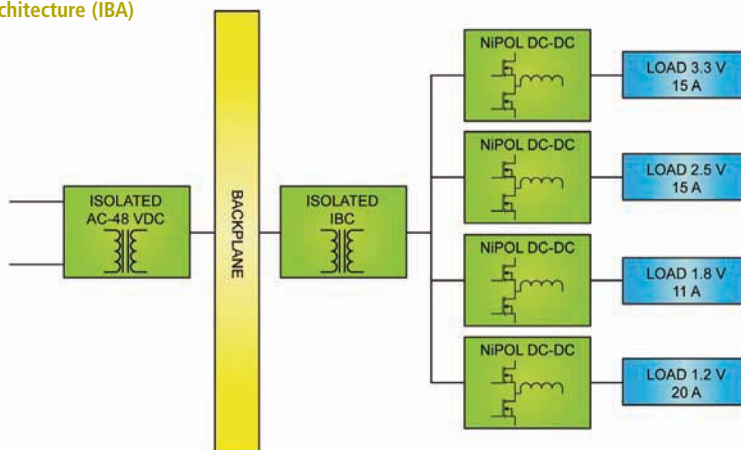 chitecture (IBA)
ISOLATED
AC-48 VDC
BACKPLANE
ISOLATED
IBC
NiPOL DC-DC
LOAD 3.3 V
15 A
NiPOL DC-DC
LOAD 2.5 V
15 A
NiPOL DC-DC
LOAD 1.8 V
11 A
NiPOL DC-DC
LOAD 1.2 V
20 A